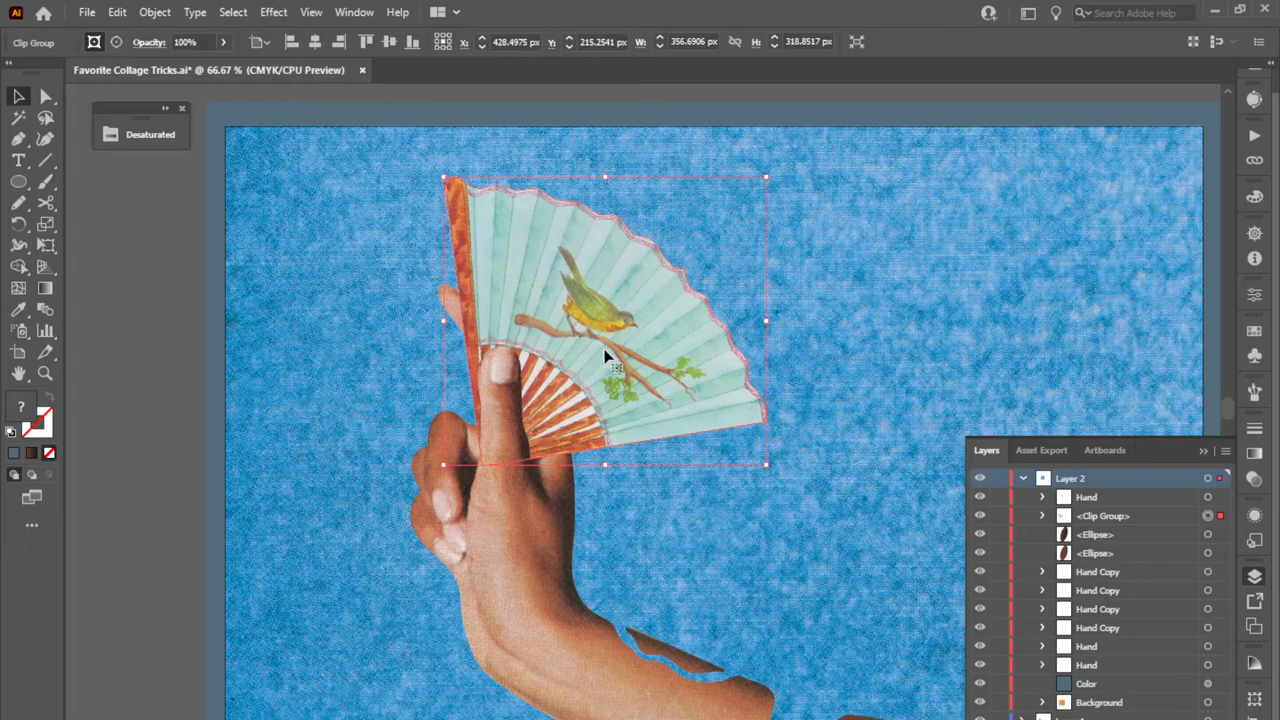 Ai File Edit Object Type Select Effect View Window Help Search Adobe Help
Clip Group Opacity: 100% X: 428.4975 px Y: 215.2541 px W: 356.6906 px H: 318.8517 px
Favorite Collage Tricks.ai* @ 66.67 % (CMYK/CPU Preview)
Desaturated
?
Layers Asset Export Artboards
Layer 2
Hand
<Clip Group>
<Ellipse>
<Ellipse>
Hand Copy
Hand Copy
Hand Copy
Hand Copy
Hand
Hand
Color
Background